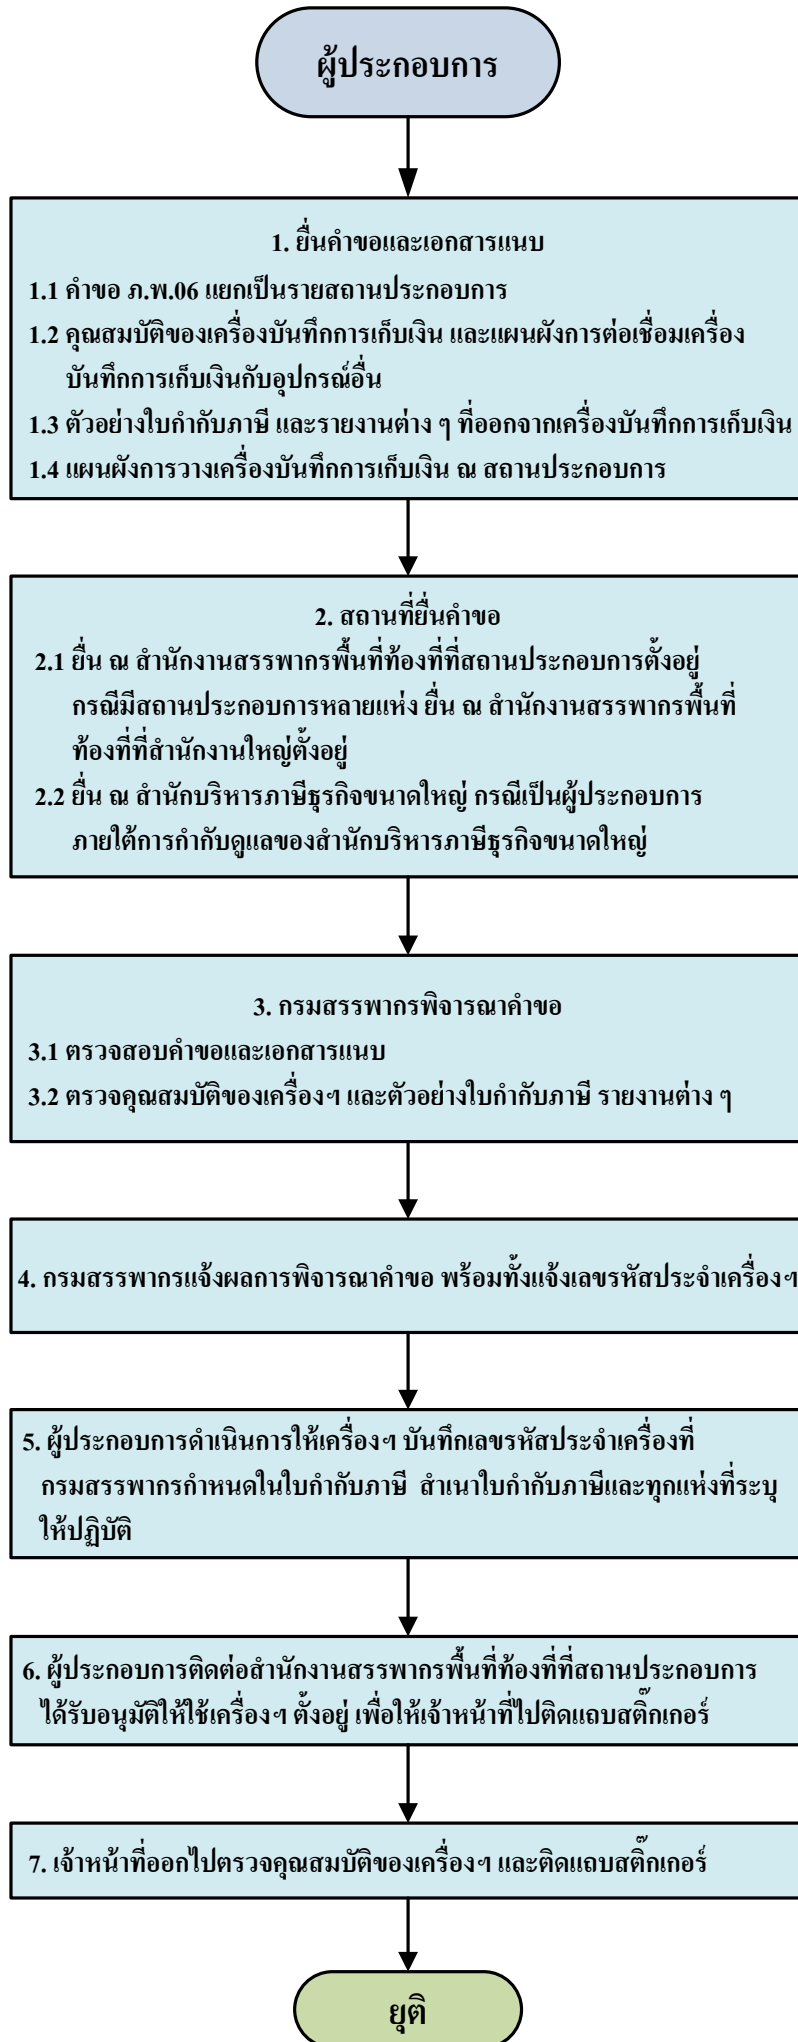 ผู้ประกอบการ
1. ยื่นคำขอและเอกสารแนบ
1.1 คำขอ ภ.พ.06 แยกเป็นรายสถานประกอบการ
1.2 คุณสมบัติของเครื่องบันทึกการเก็บเงิน และแผนผังการต่อเชื่อมเครื่อง
บันทึกการเก็บเงินกับอุปกรณ์อื่น
1.3 ตัวอย่างใบกำกับภาษี และรายงานต่าง ๆ ที่ออกจากเครื่องบันทึกการเก็บเงิน
1.4 แผนผังการวางเครื่องบันทึกการเก็บเงิน ณ สถานประกอบการ
2. สถานที่ยื่นคำขอ
2.1 ยื่น ณ สำนักงานสรรพากรพื้นที่ท้องที่ที่สถานประกอบการตั้งอยู่
กรณีมีสถานประกอบการหลายแห่ง ยื่น ณ สำนักงานสรรพากรพื้นที่
ท้องที่ที่สำนักงานใหญ่ตั้งอยู่
2.2 ยื่น ณ สำนักบริหารภาษีธุรกิจขนาดใหญ่ กรณีเป็นผู้ประกอบการ
ภายใต้การกำกับดูแลของสำนักบริหารภาษีธุรกิจขนาดใหญ่
3. กรมสรรพากรพิจารณาคำขอ
3.1 ตรวจสอบคำขอและเอกสารแนบ
3.2 ตรวจคุณสมบัติของเครื่องฯ และตัวอย่างใบกำกับภาษี รายงานต่าง ๆ
4. กรมสรรพากรแจ้งผลการพิจารณาคำขอ พร้อมทั้งแจ้งเลขรหัสประจำเครื่องฯ
5. ผู้ประกอบการดำเนินการให้เครื่องฯ บันทึกเลขรหัสประจำเครื่องที่
กรมสรรพากรกำหนดในใบกำกับภาษี สำเนาใบกำกับภาษีและทุกแห่งที่ระบุ
ให้ปฏิบัติ
6. ผู้ประกอบการติดต่อสำนักงานสรรพากรพื้นที่ท้องที่ที่สถานประกอบการ
ได้รับอนุมัติให้ใช้เครื่องฯ ตั้งอยู่ เพื่อให้เจ้าหน้าที่ไปติดแถบสติ๊กเกอร์
7. เจ้าหน้าที่ออกไปตรวจคุณสมบัติของเครื่องฯ และติดแถบสติ๊กเกอร์
ยุติ